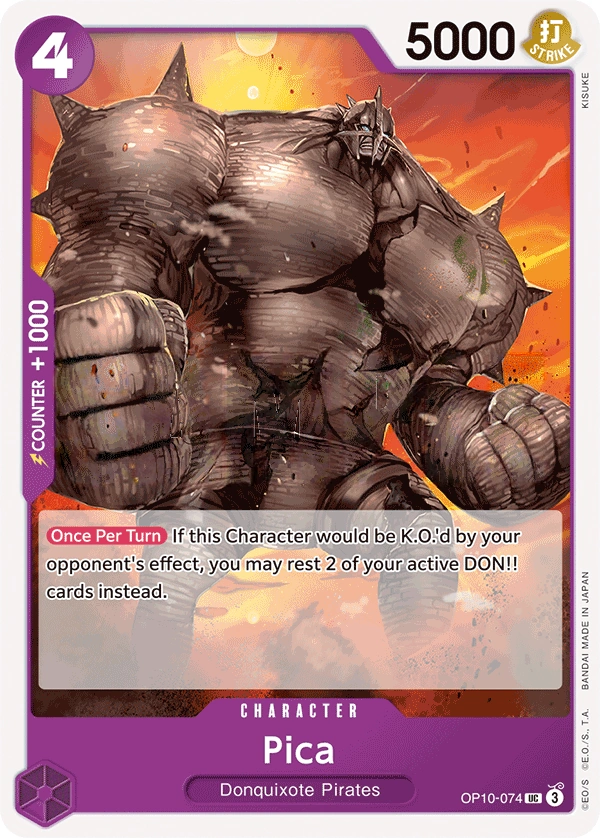 4
5000
打
STRIKE
KISUKE
COUNTER +1000
Once Per Turn If this Character would be K.O.'d by your
opponent's effect, you may rest 2 of your active DON!!
cards instead.
CHARACTER
Pica
Donquixote Pirates
OP10-074 UC 3
©EO/S ©E.O./S., T.A. BANDAI MADE IN JAPAN